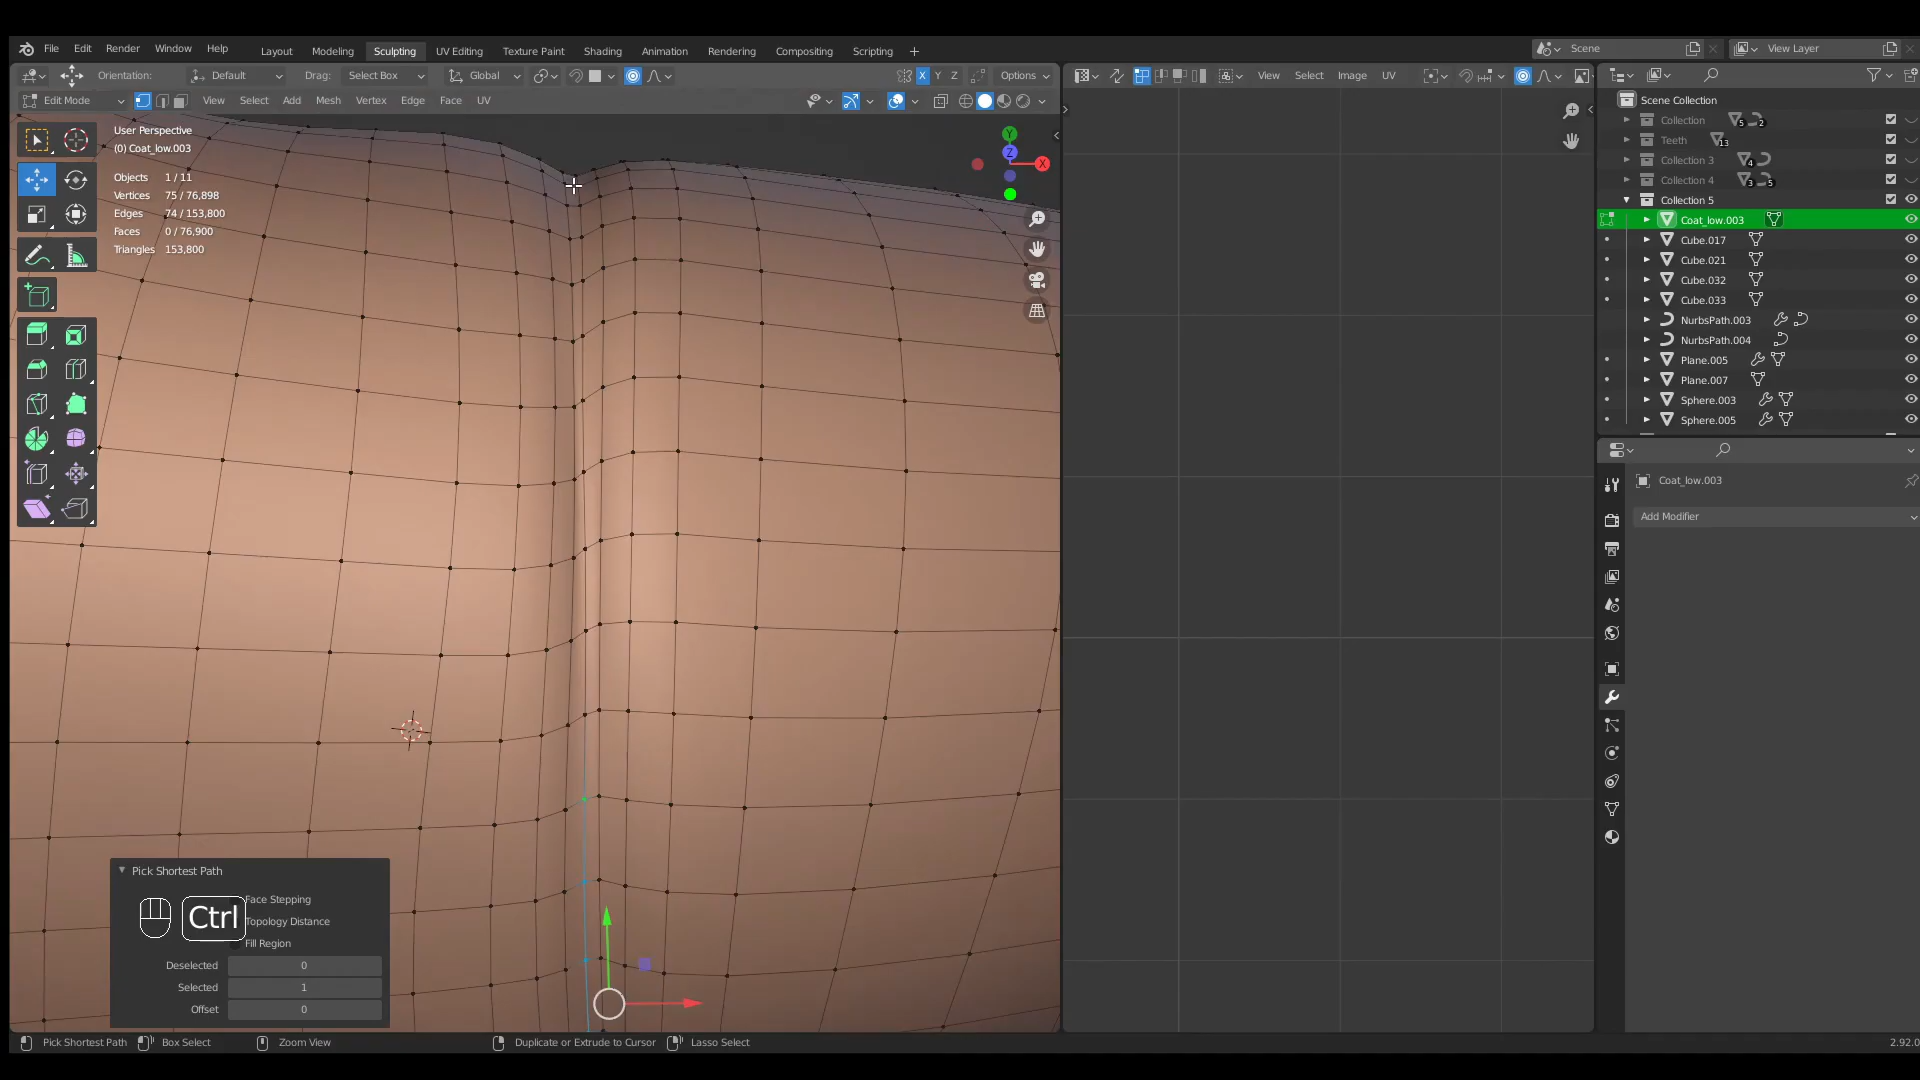 File Edit Render Window Help
Layout Modeling Sculpting UV Editing Texture Paint Shading Animation Rendering Compositing Scripting +
Scene View Layer
Orientation: Default Drag: Select Box Global X Y Z Options
View Select Image UV
Edit Mode View Select Add Mesh Vertex Edge Face UV
Scene Collection
User Perspective
(0) Coat_low.003
Objects 1 / 11
Vertices 75 / 76,898
Edges 74 / 153,800
Faces 0 / 76,900
Triangles 153,800
Y
Z
X
Collection 5 2
Teeth 13
Collection 3 4
Collection 4 3 5
Collection 5
Coat_low.003
Cube.017
Cube.021
Cube.032
Cube.033
NurbsPath.003
NurbsPath.004
Plane.005
Plane.007
Sphere.003
Sphere.005
Coat_low.003
Add Modifier
Pick Shortest Path
Face Stepping
Ctrl
Topology Distance
Fill Region
Deselected 0
Selected 1
Offset 0
Pick Shortest Path Box Select Zoom View Duplicate or Extrude to Cursor Lasso Select
2.92.0